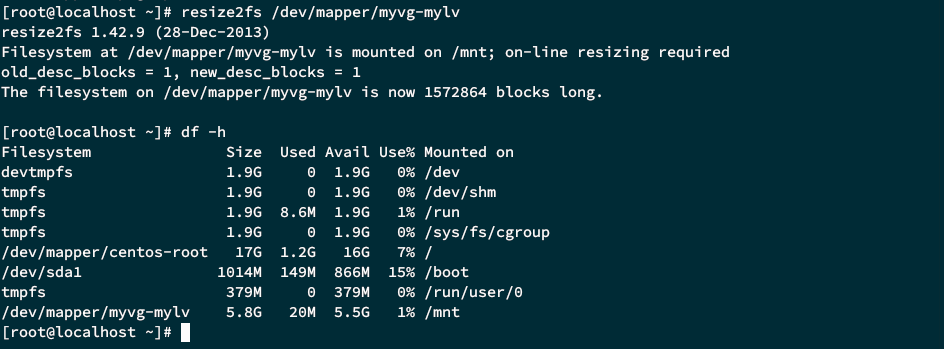 [root@localhost ~]# resize2fs /dev/mapper/myvg-mylv
resize2fs 1.42.9 (28-Dec-2013)
Filesystem at /dev/mapper/myvg-mylv is mounted on /mnt; on-line resizing required
old_desc_blocks = 1, new_desc_blocks = 1
The filesystem on /dev/mapper/myvg-mylv is now 1572864 blocks long.

[root@localhost ~]# df -h
Filesystem               Size  Used Avail Use% Mounted on
devtmpfs                 1.9G     0  1.9G   0% /dev
tmpfs                    1.9G     0  1.9G   0% /dev/shm
tmpfs                    1.9G  8.6M  1.9G   1% /run
tmpfs                    1.9G     0  1.9G   0% /sys/fs/cgroup
/dev/mapper/centos-root   17G  1.2G   16G   7% /
/dev/sda1               1014M  149M  866M  15% /boot
tmpfs                    379M     0  379M   0% /run/user/0
/dev/mapper/myvg-mylv    5.8G   20M  5.5G   1% /mnt
[root@localhost ~]#